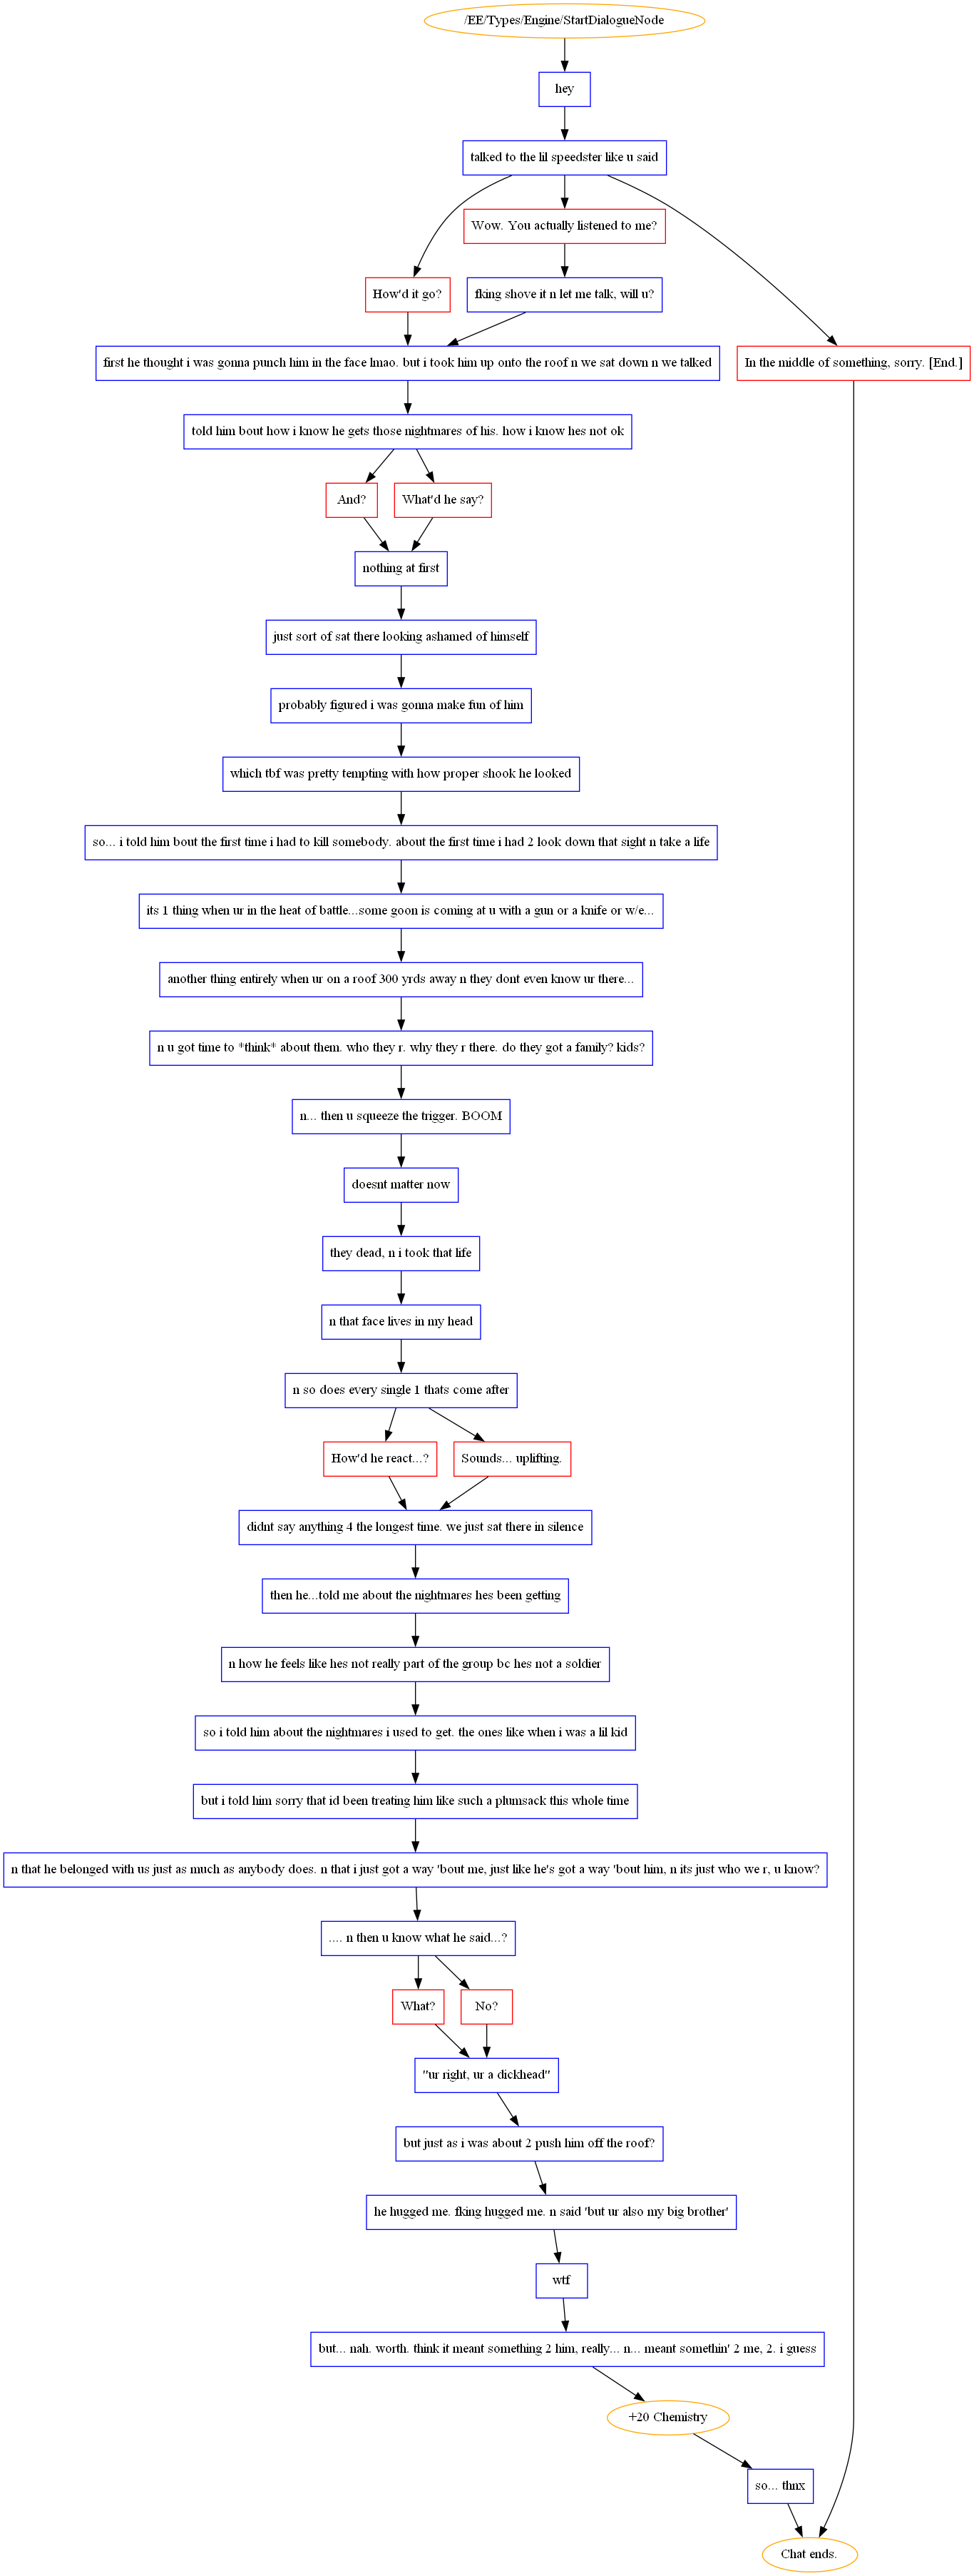 /EE/Types/Engine/StartDialogueNode
hey
talked to the lil speedster like u said
Wow. You actually listened to me?
How'd it go?
fking shove it n let me talk, will u?
first he thought i was gonna punch him in the face lmao. but i took him up onto the roof n we sat down n we talked
In the middle of something, sorry. [End.]
told him bout how i know he gets those nightmares of his. how i know hes not ok
And?
What'd he say?
nothing at first
just sort of sat there looking ashamed of himself
probably figured i was gonna make fun of him
which tbf was pretty tempting with how proper shook he looked
so... i told him bout the first time i had to kill somebody. about the first time i had 2 look down that sight n take a life
its 1 thing when ur in the heat of battle...some goon is coming at u with a gun or a knife or w/e...
another thing entirely when ur on a roof 300 yrds away n they dont even know ur there...
n u got time to *think* about them. who they r. why they r there. do they got a family? kids?
n... then u squeeze the trigger. BOOM
doesnt matter now
they dead, n i took that life
n that face lives in my head
n so does every single 1 thats come after
How'd he react...?
Sounds... uplifting.
didnt say anything 4 the longest time. we just sat there in silence
then he...told me about the nightmares hes been getting
n how he feels like hes not really part of the group bc hes not a soldier
so i told him about the nightmares i used to get. the ones like when i was a lil kid
but i told him sorry that id been treating him like such a plumsack this whole time
n that he belonged with us just as much as anybody does. n that i just got a way 'bout me, just like he's got a way 'bout him, n its just who we r, u know?
.... n then u know what he said...?
What?
No?
"ur right, ur a dickhead"
but just as i was about 2 push him off the roof?
he hugged me. fking hugged me. n said 'but ur also my big brother'
wtf
but... nah. worth. think it meant something 2 him, really... n... meant somethin' 2 me, 2. i guess
+20 Chemistry
so... thnx
Chat ends.